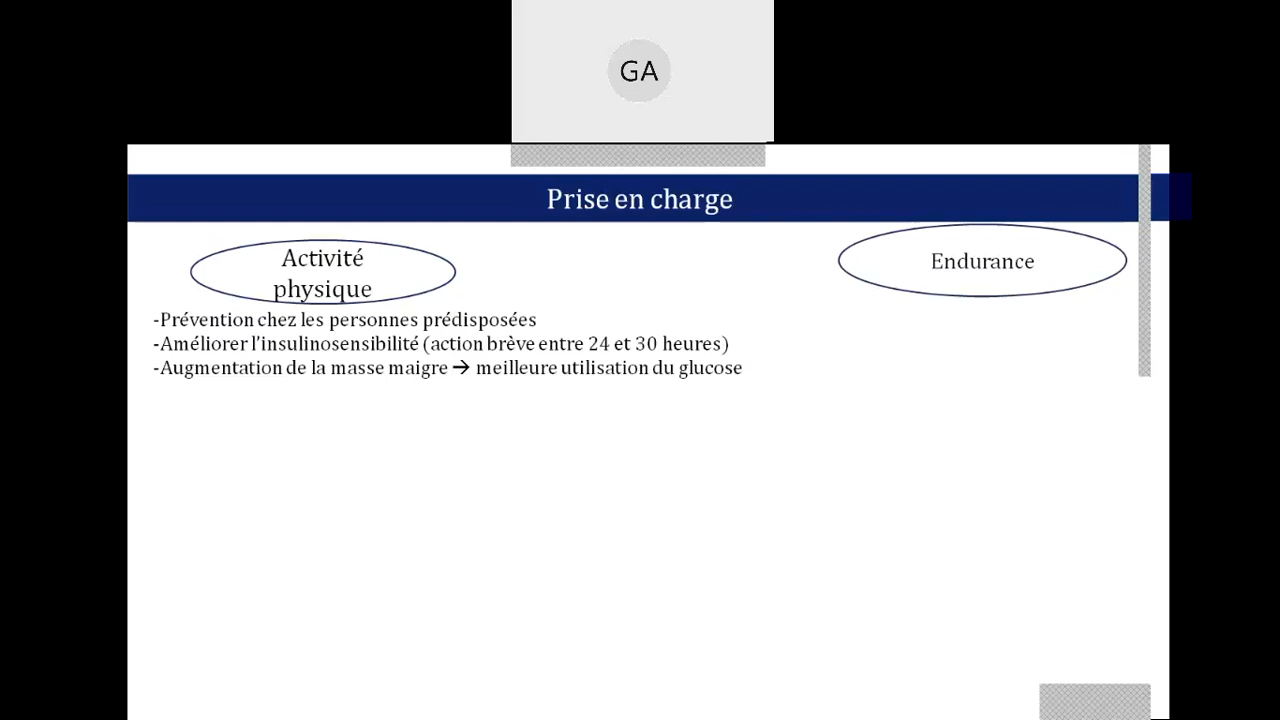 GA
Prise en charge
Activité
physique
Endurance
-Prévention chez les personnes prédisposées
-Améliorer l'insulinosensibilité (action brève entre 24 et 30 heures)
-Augmentation de la masse maigre → meilleure utilisation du glucose